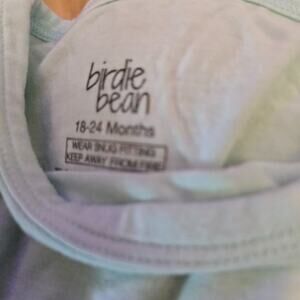 birdie
bean
18-24 Months
WEAR SNUG-FITTING
KEEP AWAY FROM FIRE